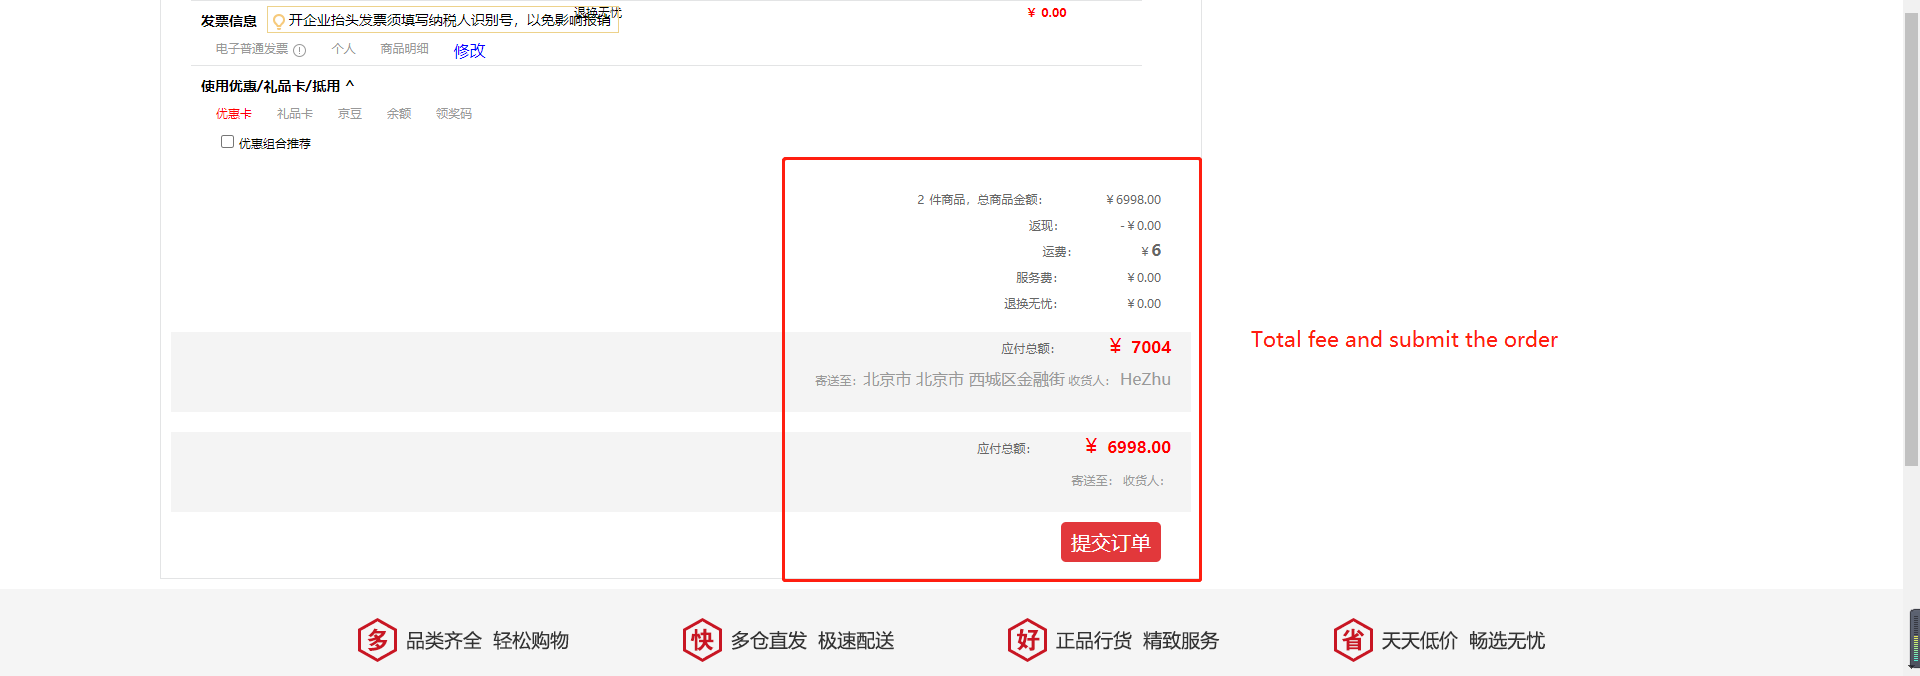 退换无忧
¥ 0.00
发票信息 开企业抬头发票须填写纳税人识别号，以免影响报销
电子普通发票 个人 商品明细 修改
使用优惠/礼品卡/抵用 ^
优惠卡 礼品卡 京豆 余额 领奖码
优惠组合推荐
2 件商品，总商品金额： ¥6998.00
返现： -¥0.00
运费： ¥6
服务费： ¥0.00
退换无忧： ¥0.00
应付总额： ¥ 7004
寄送至：北京市 北京市 西城区金融街 收货人： HeZhu
Total fee and submit the order
应付总额： ¥ 6998.00
寄送至： 收货人：
提交订单
多 品类齐全 轻松购物
快 多仓直发 极速配送
好 正品行货 精致服务
省 天天低价 畅选无忧